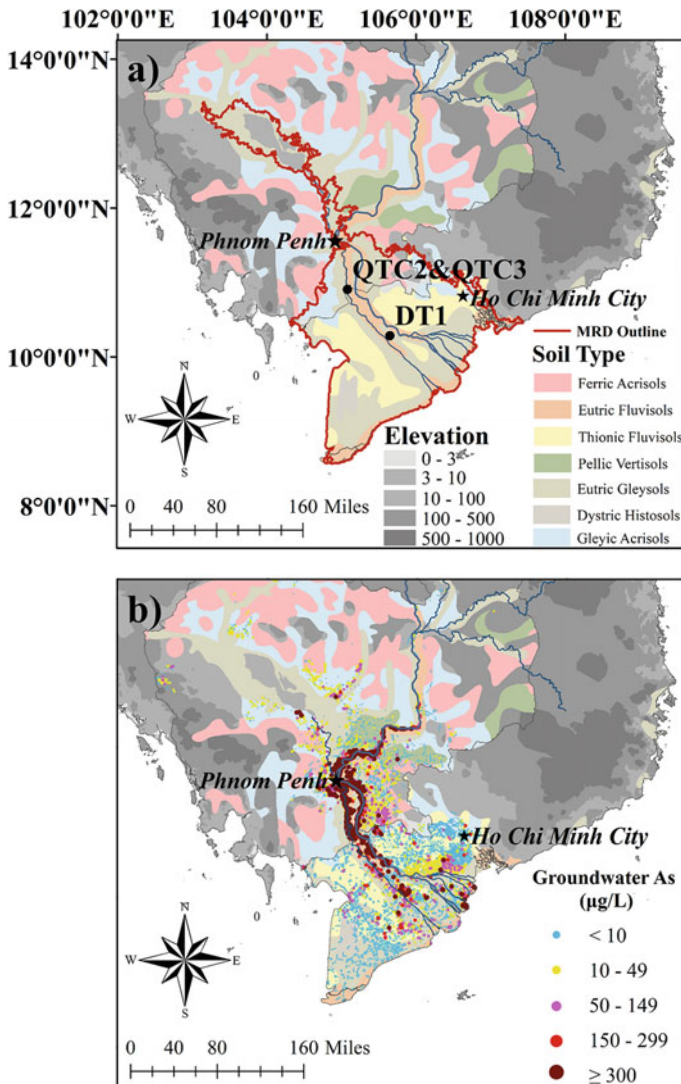 102°0'0"E 104°0'0"E 106°0'0"E 108°0'0"E
14°0'0"N
a)
12°0'0"N
Phnom Penh
QTC2&QTC3
Ho Chi Minh City
DT1
10°0'0"N
MRD Outline
Soil Type
Ferric Acrisols
Eutric Fluvisols
Thionic Fluvisols
Pellic Vertisols
Eutric Gleysols
Dystric Histosols
Gleyic Acrisols
N
W E
S
Elevation
0 - 3
3 - 10
10 - 100
100 - 500
500 - 1000
8°0'0"N
0 40 80 160 Miles
b)
Phnom Penh
Ho Chi Minh City
Groundwater As
(µg/L)
< 10
10 - 49
50 - 149
150 - 299
≥ 300
N
W E
S
0 40 80 160 Miles